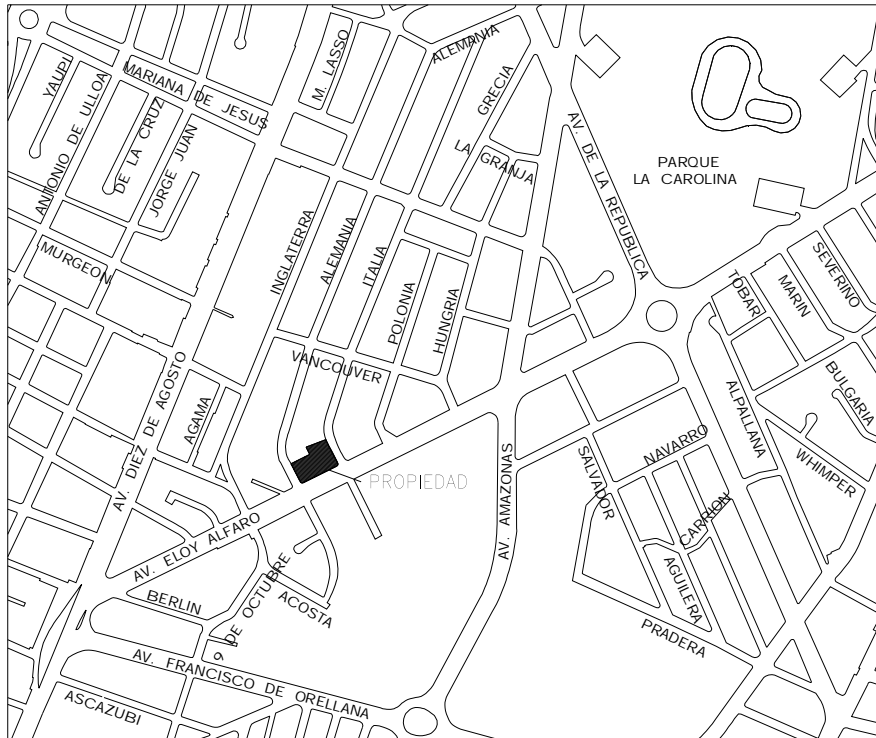 YAUPI
ANTONIO DE ULLOA
MARIANA DE JESUS
DE LA CRUZ
JORGE JUAN
M. LASSO
ALEMANIA
GRECIA
LA GRANJA
AV. DE LA REPUBLICA
PARQUE
LA CAROLINA
MURGEON
INGLATERRA
ALEMANIA
ITALIA
POLONIA
HUNGRIA
VANCOUVER
TOBAR
MARIN
SEVERINO
AV. DIEZ DE AGOSTO
AGAMA
ALPALLANA
BULGARIA
WHIMPER
PROPIEDAD
AV. AMAZONAS
SALVADOR
NAVARRO
CARRION
AGUILERA
PRADERA
AV. ELOY ALFARO
BERLIN
9 DE OCTUBRE
ACOSTA
AV. FRANCISCO DE ORELLANA
ASCAZUBI